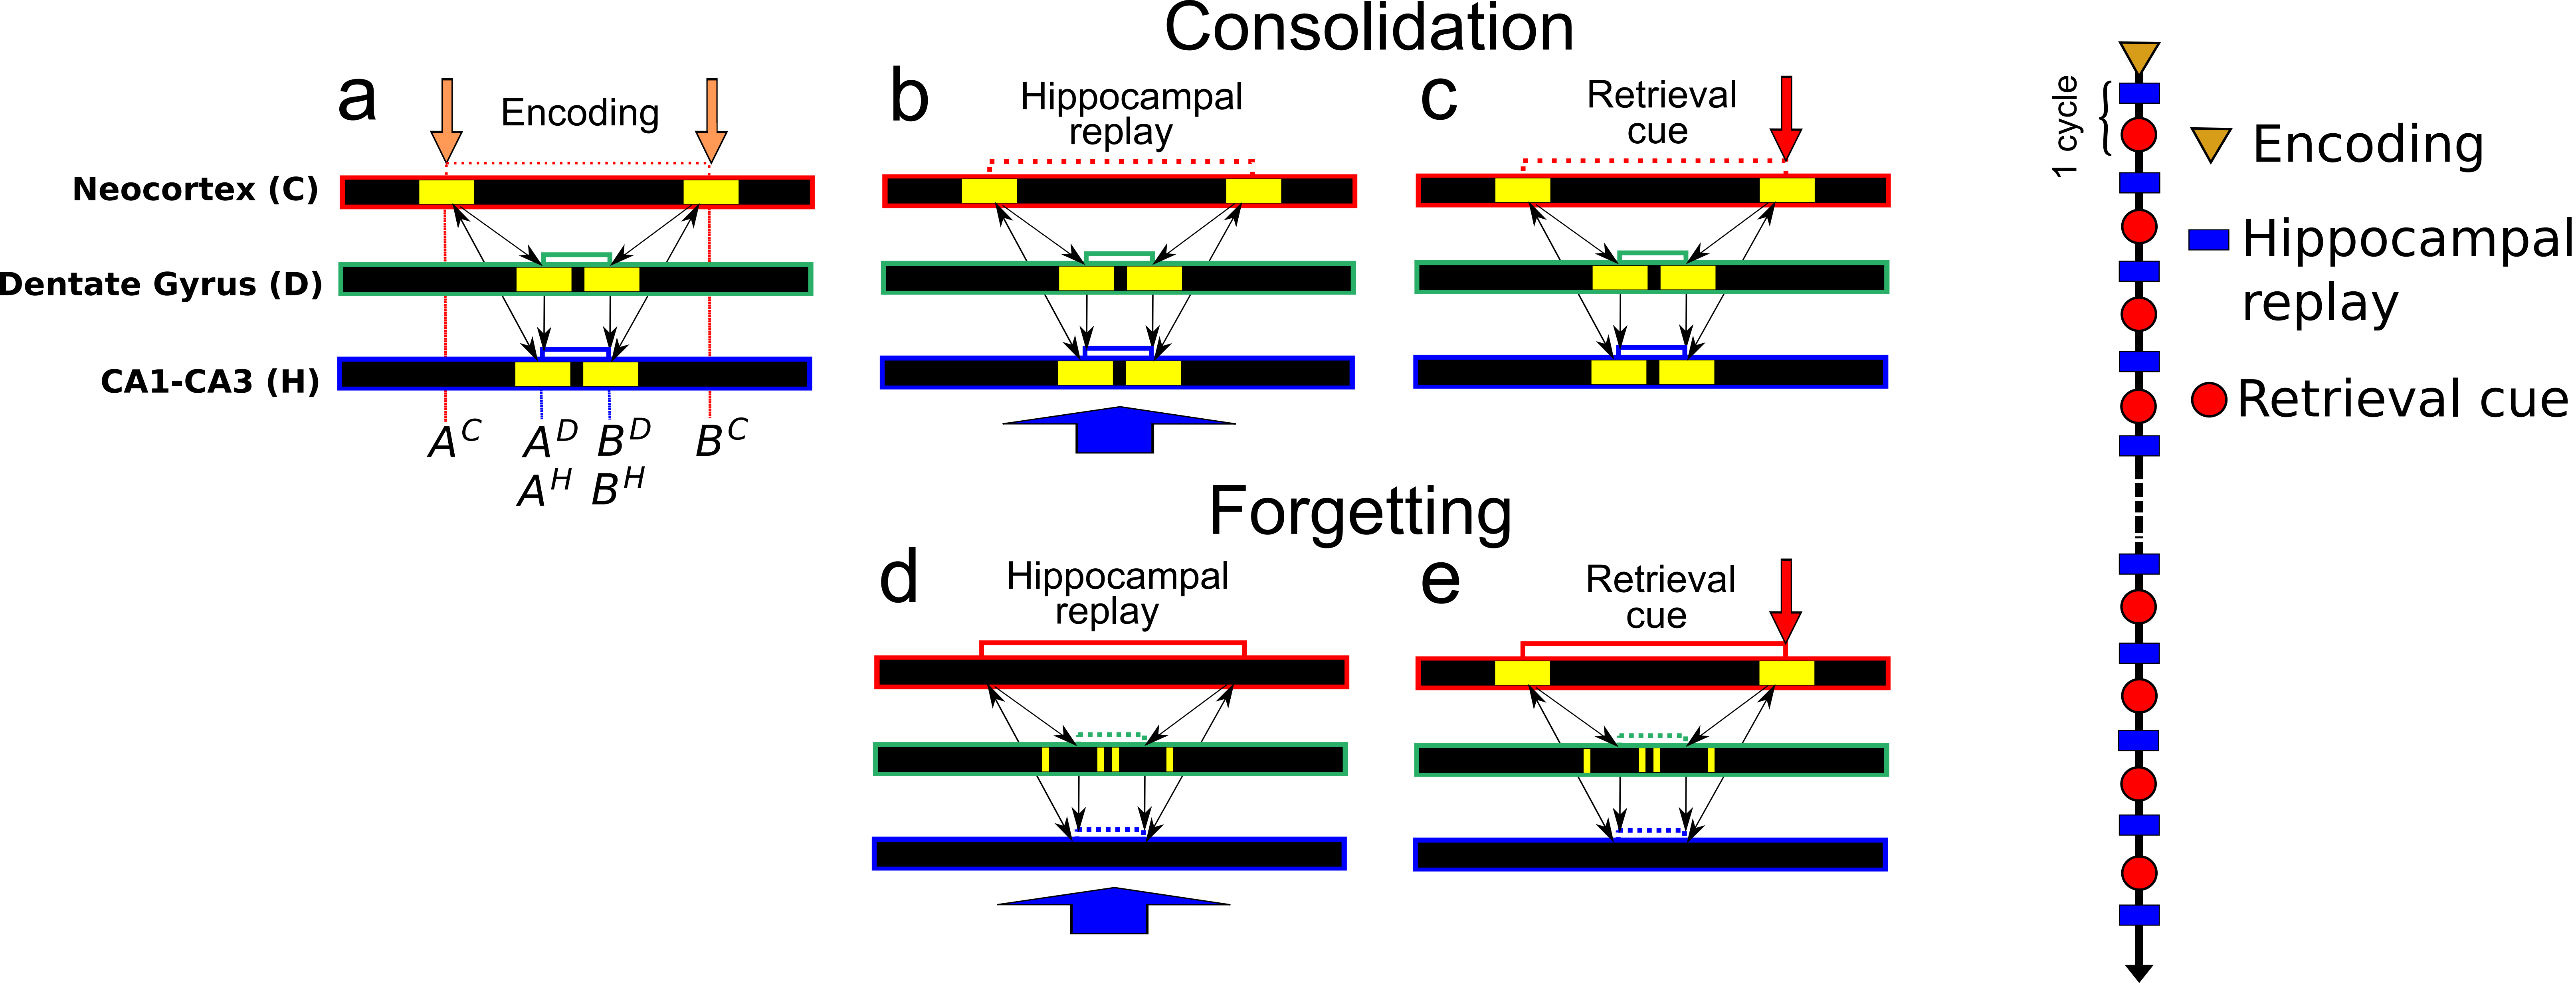 Consolidation
a
Encoding
b
Hippocampal
replay
c
Retrieval
cue
Neocortex (C)
Dentate Gyrus (D)
CA1-CA3 (H)
A^C
A^D
B^D
B^C
A^H
B^H
Forgetting
d
Hippocampal
replay
e
Retrieval
cue
1 cycle
Encoding
Hippocampal
replay
Retrieval cue